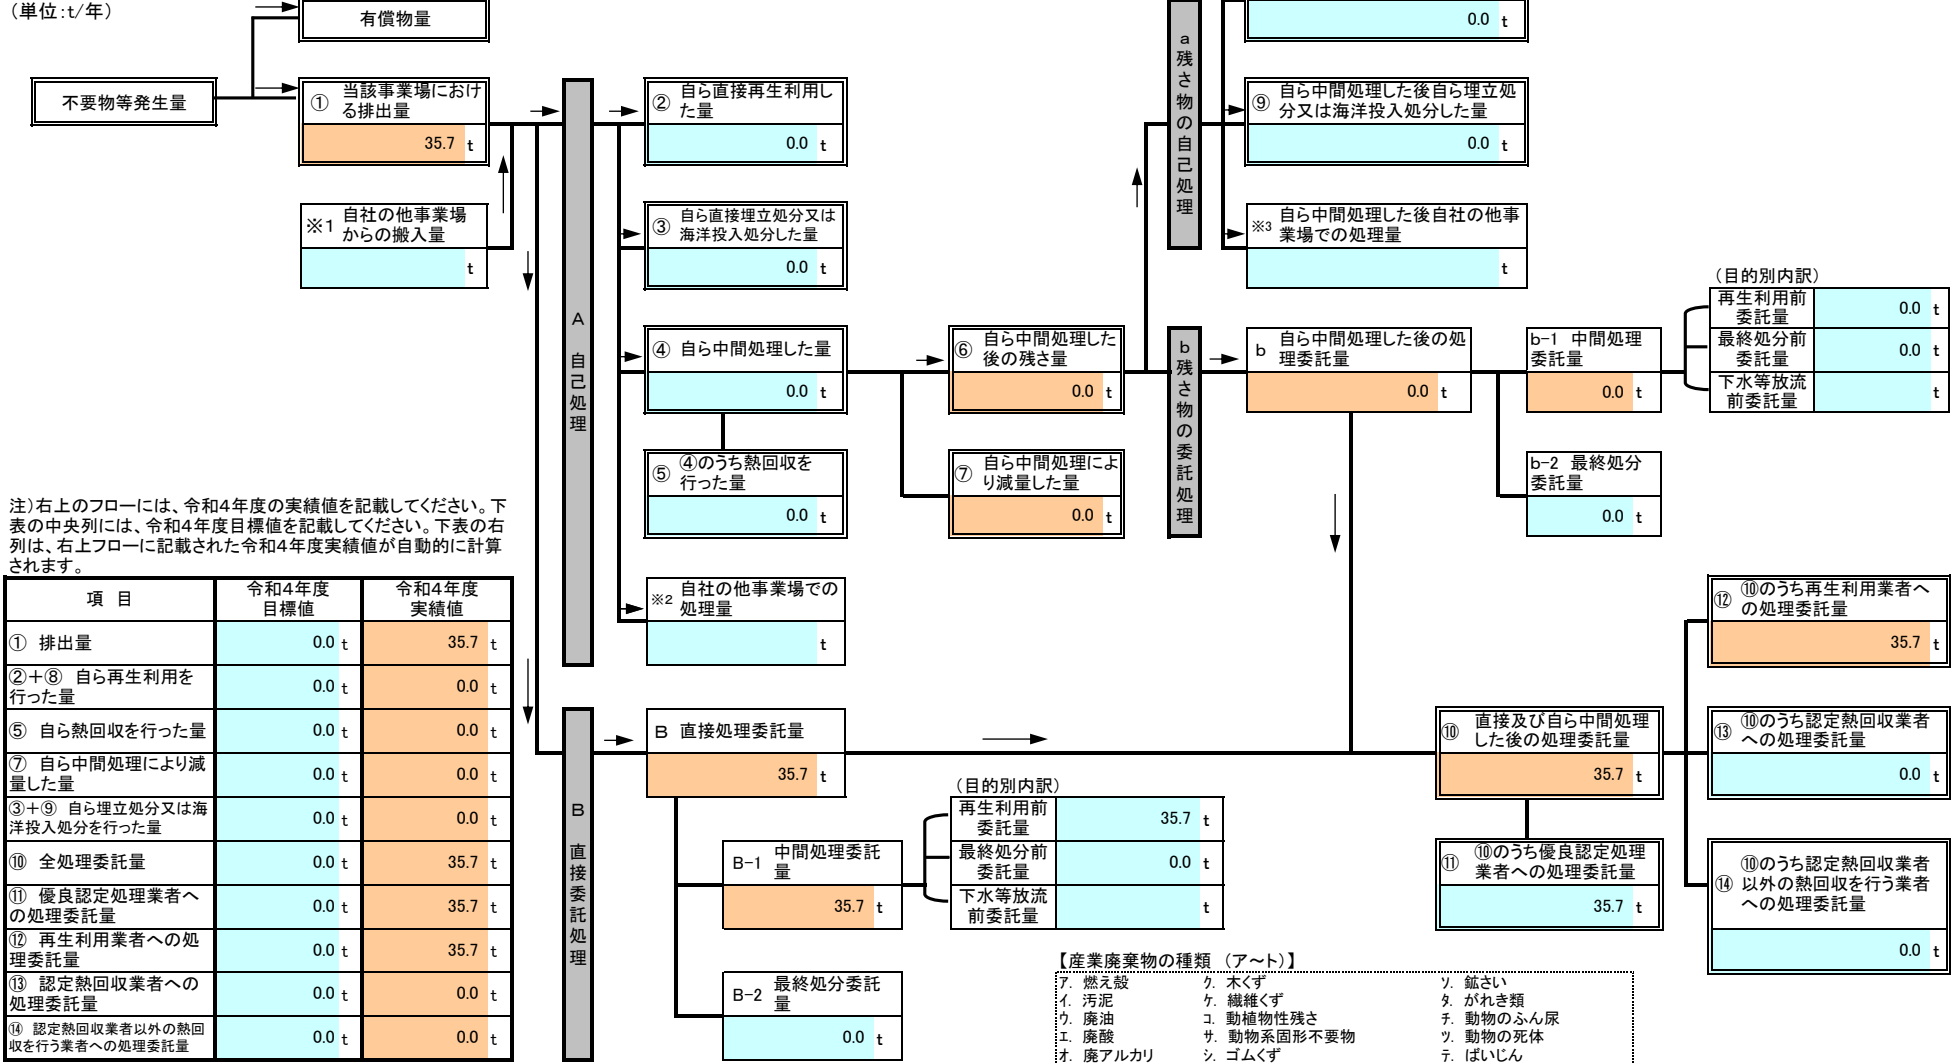 （単位：t/年）
有償物量
不要物等発生量
① 当該事業場におけ
る排出量
35.7 t
※1 自社の他事業場
からの搬入量
t
A 自己処理
② 自ら直接再生利用し
た量
0.0 t
③ 自ら直接埋立処分又は
海洋投入処分した量
0.0 t
④ 自ら中間処理した量
0.0 t
⑤ ④のうち熱回収を
行った量
0.0 t
※2 自社の他事業場での
処理量
t
⑥ 自ら中間処理した
後の残さ量
0.0 t
⑦ 自ら中間処理によ
り減量した量
0.0 t
a 残さ物の自己処理
0.0 t
⑨ 自ら中間処理した後自ら埋立処
分又は海洋投入処分した量
0.0 t
※3 自ら中間処理した後自社の他事
業場での処理量
t
b 残さ物の委託処理
b 自ら中間処理した後の処
理委託量
0.0 t
b-1 中間処理
委託量
0.0 t
b-2 最終処分
委託量
0.0 t
（目的別内訳）
再生利用前
委託量
0.0 t
最終処分前
委託量
0.0 t
下水等放流
前委託量
t
注）右上のフローには、令和４年度の実績値を記載してください。下
表の中央列には、令和４年度目標値を記載してください。下表の右
列は、右上フローに記載された令和４年度実績値が自動的に計算
されます。
項 目
令和４年度
目標値
令和４年度
実績値
① 排出量 0.0 t 35.7 t
②＋⑧ 自ら再生利用を
行った量 0.0 t 0.0 t
⑤ 自ら熱回収を行った量 0.0 t 0.0 t
⑦ 自ら中間処理により減
量した量 0.0 t 0.0 t
③＋⑨ 自ら埋立処分又は海
洋投入処分を行った量 0.0 t 0.0 t
⑩ 全処理委託量 0.0 t 35.7 t
⑪ 優良認定処理業者へ
の処理委託量 0.0 t 35.7 t
⑫ 再生利用業者への処
理委託量 0.0 t 35.7 t
⑬ 認定熱回収業者への
処理委託量 0.0 t 0.0 t
⑭ 認定熱回収業者以外の熱回
収を行う業者への処理委託量 0.0 t 0.0 t
B 直接委託処理
B 直接処理委託量
35.7 t
B-1 中間処理委託
量
35.7 t
B-2 最終処分委託
量
0.0 t
（目的別内訳）
再生利用前
委託量
35.7 t
最終処分前
委託量
0.0 t
下水等放流
前委託量
t
⑩ 直接及び自ら中間処理
した後の処理委託量
35.7 t
⑪ ⑩のうち優良認定処理
業者への処理委託量
35.7 t
⑫ ⑩のうち再生利用業者へ
の処理委託量
35.7 t
⑬ ⑩のうち認定熱回収業者
への処理委託量
0.0 t
⑭ ⑩のうち認定熱回収業者
以外の熱回収を行う業者
への処理委託量
0.0 t
【産業廃棄物の種類 （ア～ト）】
ア. 燃え殻 ク. 木くず ソ. 鉱さい
イ. 汚泥 ケ. 繊維くず タ. がれき類
ウ. 廃油 コ. 動植物性残さ チ. 動物のふん尿
エ. 廃酸 サ. 動物系固形不要物 ツ. 動物の死体
オ. 廃アルカリ シ. ゴムくず テ. ばいじん